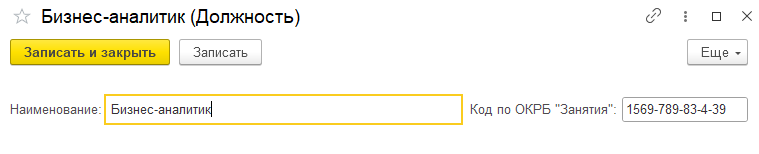 Бизнес-аналитик (Должность)
Записать и закрыть Записать Еще
Наименование: Бизнес-аналитик Код по ОКРБ "Занятия": 1569-789-83-4-39